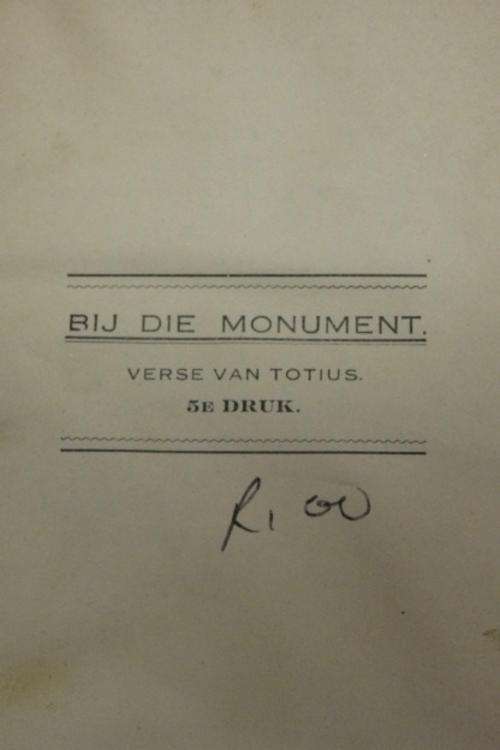 BIJ DIE MONUMENT.
VERSE VAN TOTIUS.
5E DRUK.
R1 00